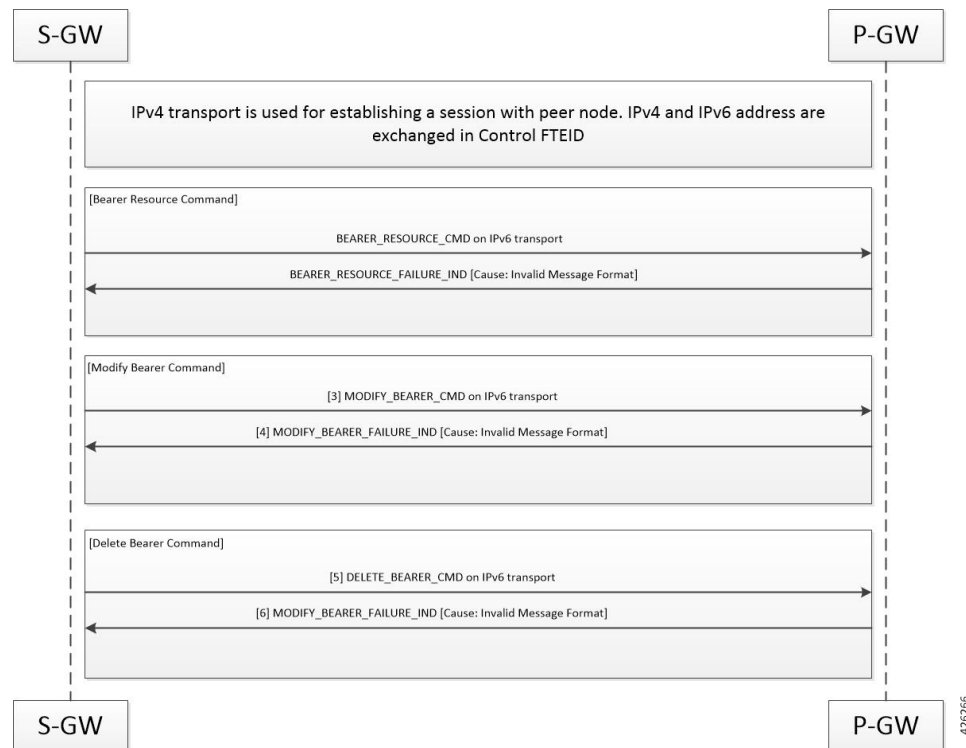 S-GW
P-GW
IPv4 transport is used for establishing a session with peer node. IPv4 and IPv6 address are
exchanged in Control FTEID
[Bearer Resource Command]
BEARER_RESOURCE_CMD on IPv6 transport
BEARER_RESOURCE_FAILURE_IND [Cause: Invalid Message Format]
[Modify Bearer Command]
[3] MODIFY_BEARER_CMD on IPv6 transport
[4] MODIFY_BEARER_FAILURE_IND [Cause: Invalid Message Format]
[Delete Bearer Command]
[5] DELETE_BEARER_CMD on IPv6 transport
[6] MODIFY_BEARER_FAILURE_IND [Cause: Invalid Message Format]
S-GW
P-GW
426266